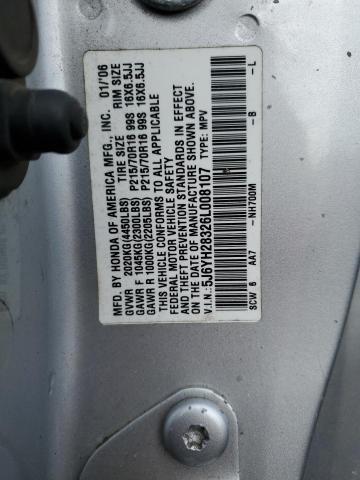 MFD. BY HONDA OF AMERICA MFG., INC. 01/'06
TIRE SIZE RIM SIZE
GVWR 2020KG(4450LBS)
GAWR F 1045KG(2300LBS) P215/70R16 99S 16X6.5JJ
GAWR R 1000KG(2205LBS) P215/70R16 99S 16X6.5JJ
THIS VEHICLE CONFORMS TO ALL APPLICABLE
FEDERAL MOTOR VEHICLE SAFETY
AND THEFT PREVENTION STANDARDS IN EFFECT
ON THE DATE OF MANUFACTURE SHOWN ABOVE.
V.I.N.:5J6YH28326L008107 TYPE: MPV
SCW 6 AA7 - NH700M - B - L